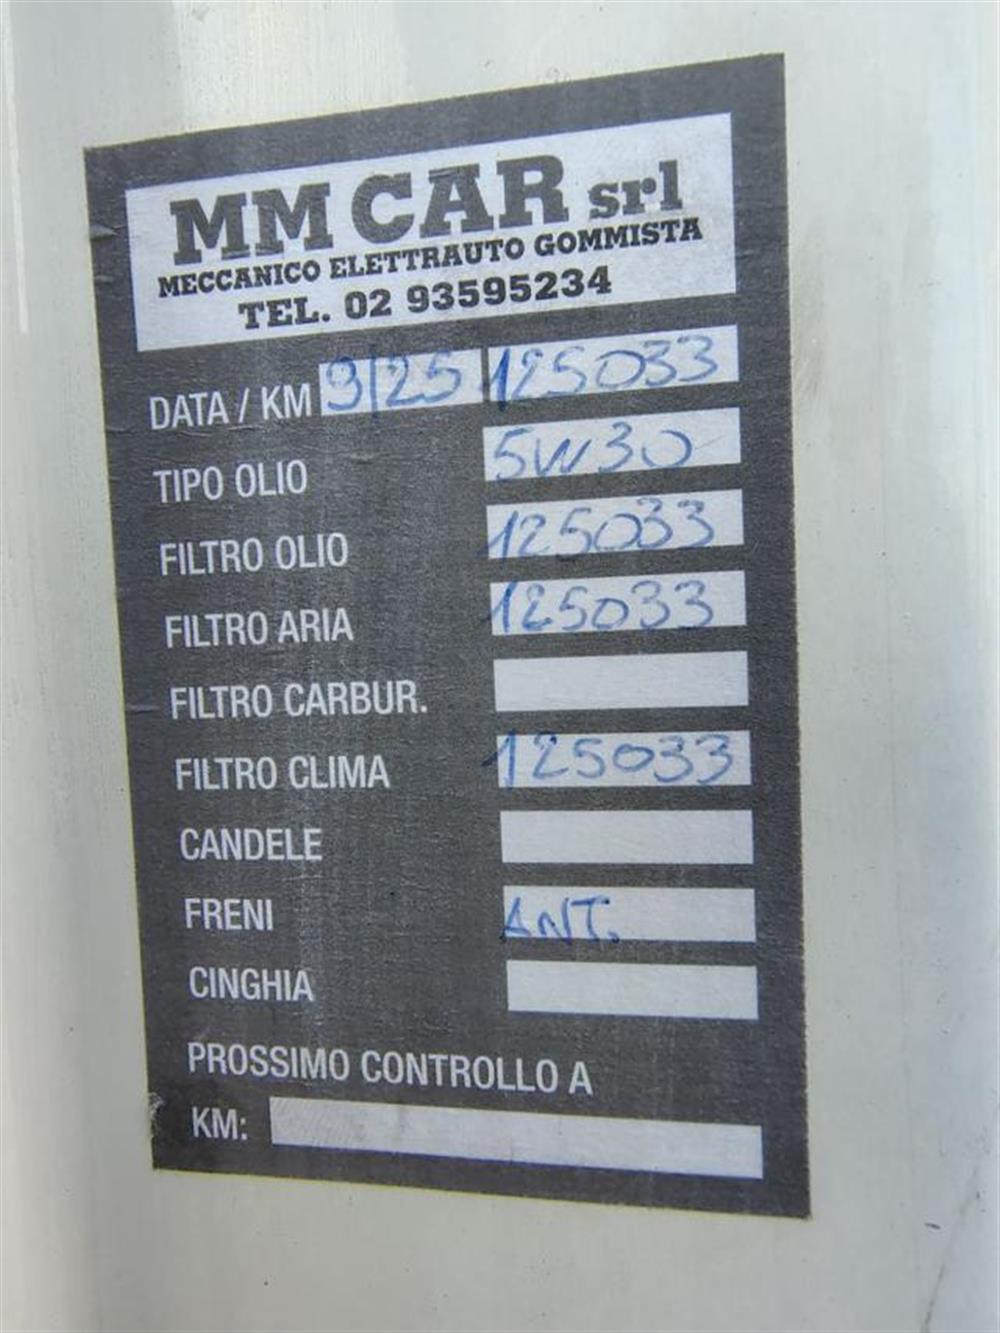 MM CAR srl
MECCANICO ELETTRAUTO GOMMISTA
TEL. 02 93595234
DATA / KM 9/25 125033
TIPO OLIO 5W30
FILTRO OLIO 125033
FILTRO ARIA 125033
FILTRO CARBUR.
FILTRO CLIMA 125033
CANDELE
FRENI ANT.
CINGHIA
PROSSIMO CONTROLLO A
KM: